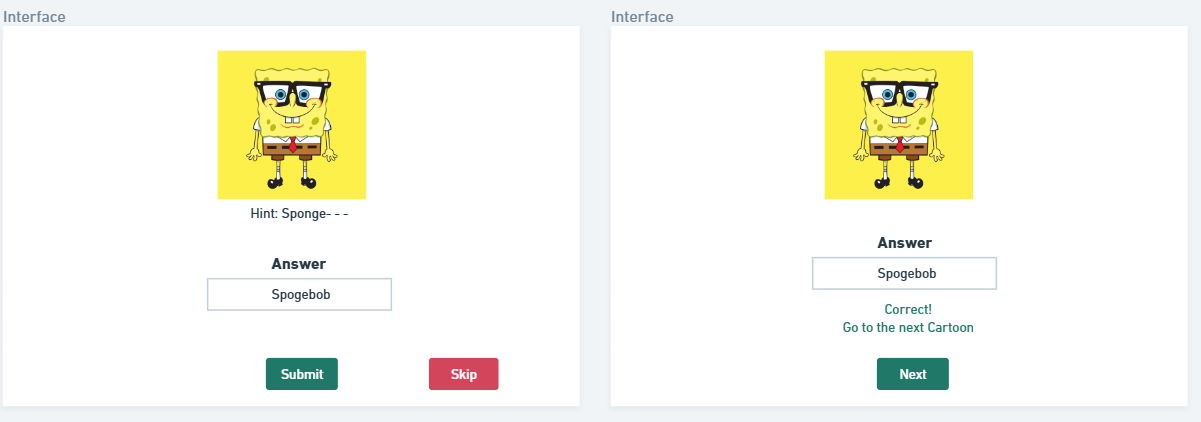 Interface
Hint: Sponge- - -
Answer
Spogebob
Submit
Skip
Interface
Answer
Spogebob
Correct!
Go to the next Cartoon
Next